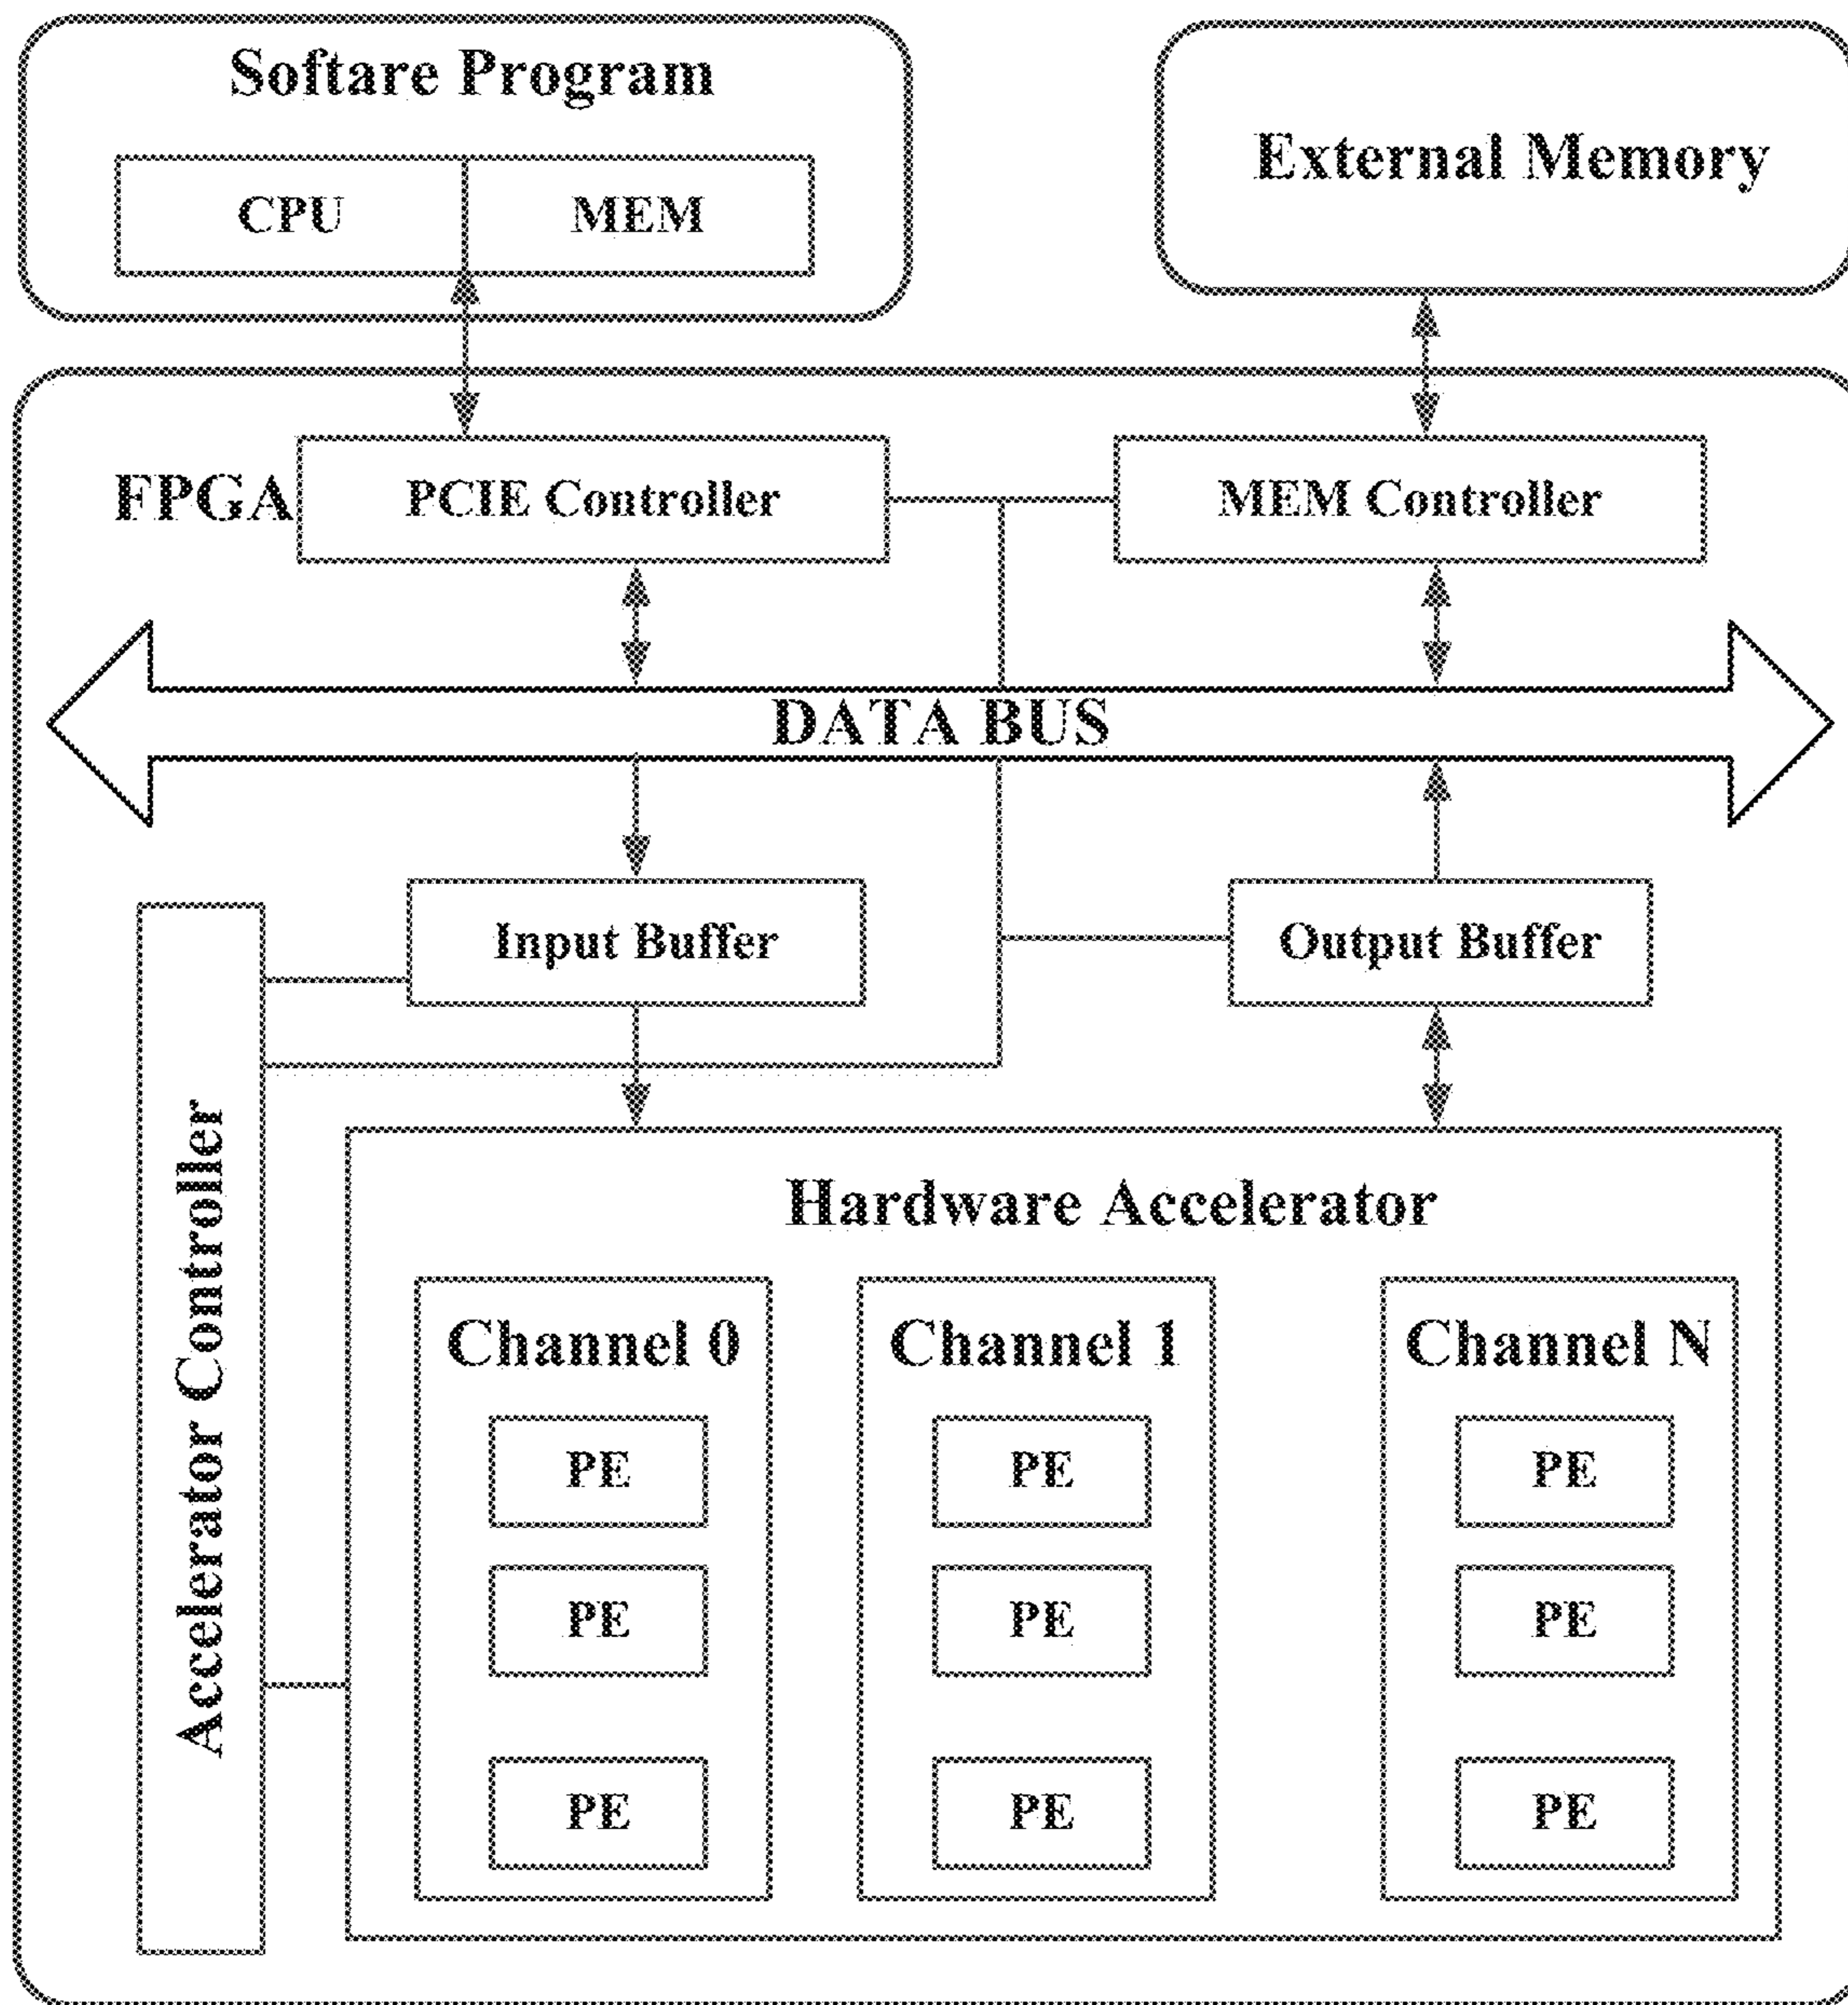 Softare Program
CPU
MEM
External Memory
FPGA
PCIE Controller
MEM Controller
DATA BUS
Input Buffer
Output Buffer
Accelerator Controller
Hardware Accelerator
Channel 0
PE
PE
PE
Channel 1
PE
PE
PE
Channel N
PE
PE
PE